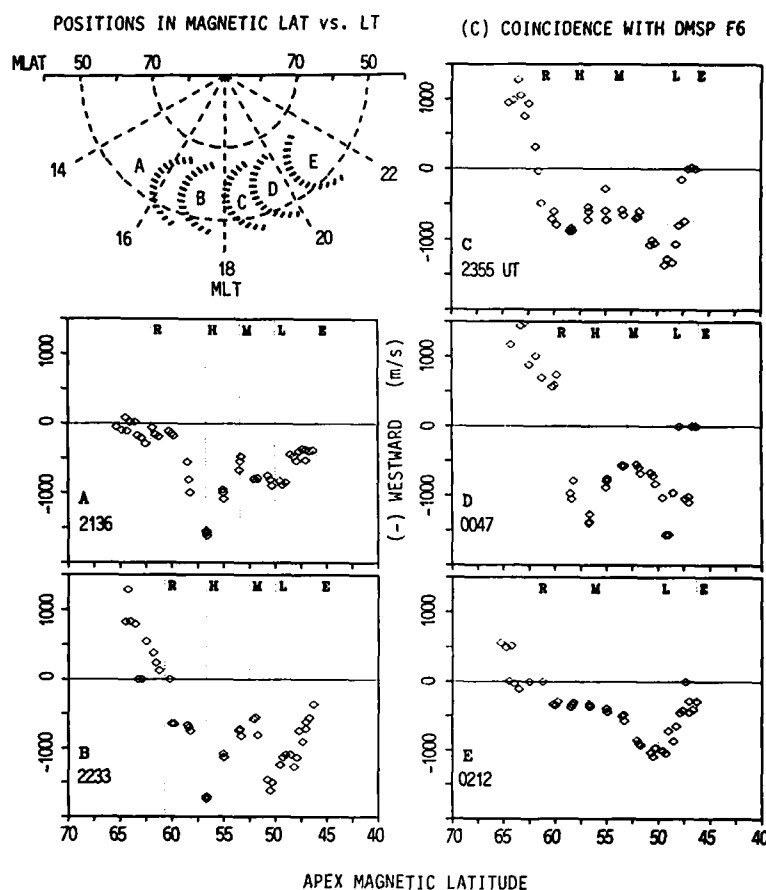 POSITIONS IN MAGNETIC LAT vs. LT
(C) COINCIDENCE WITH DMSP F6
MLAT 50 70 70 50
14 22
16 20
18
MLT
A B C D E
R H M L E
1000
0
-1000
A
2136
R H M L E
1000
0
-1000
B
2233
70 65 60 55 50 45 40
(-) WESTWARD (m/s)
R H M L E
1000
0
-1000
C
2355 UT
R H M L E
1000
0
-1000
D
0047
R M L E
1000
0
-1000
E
0212
70 65 60 55 50 45 40
APEX MAGNETIC LATITUDE